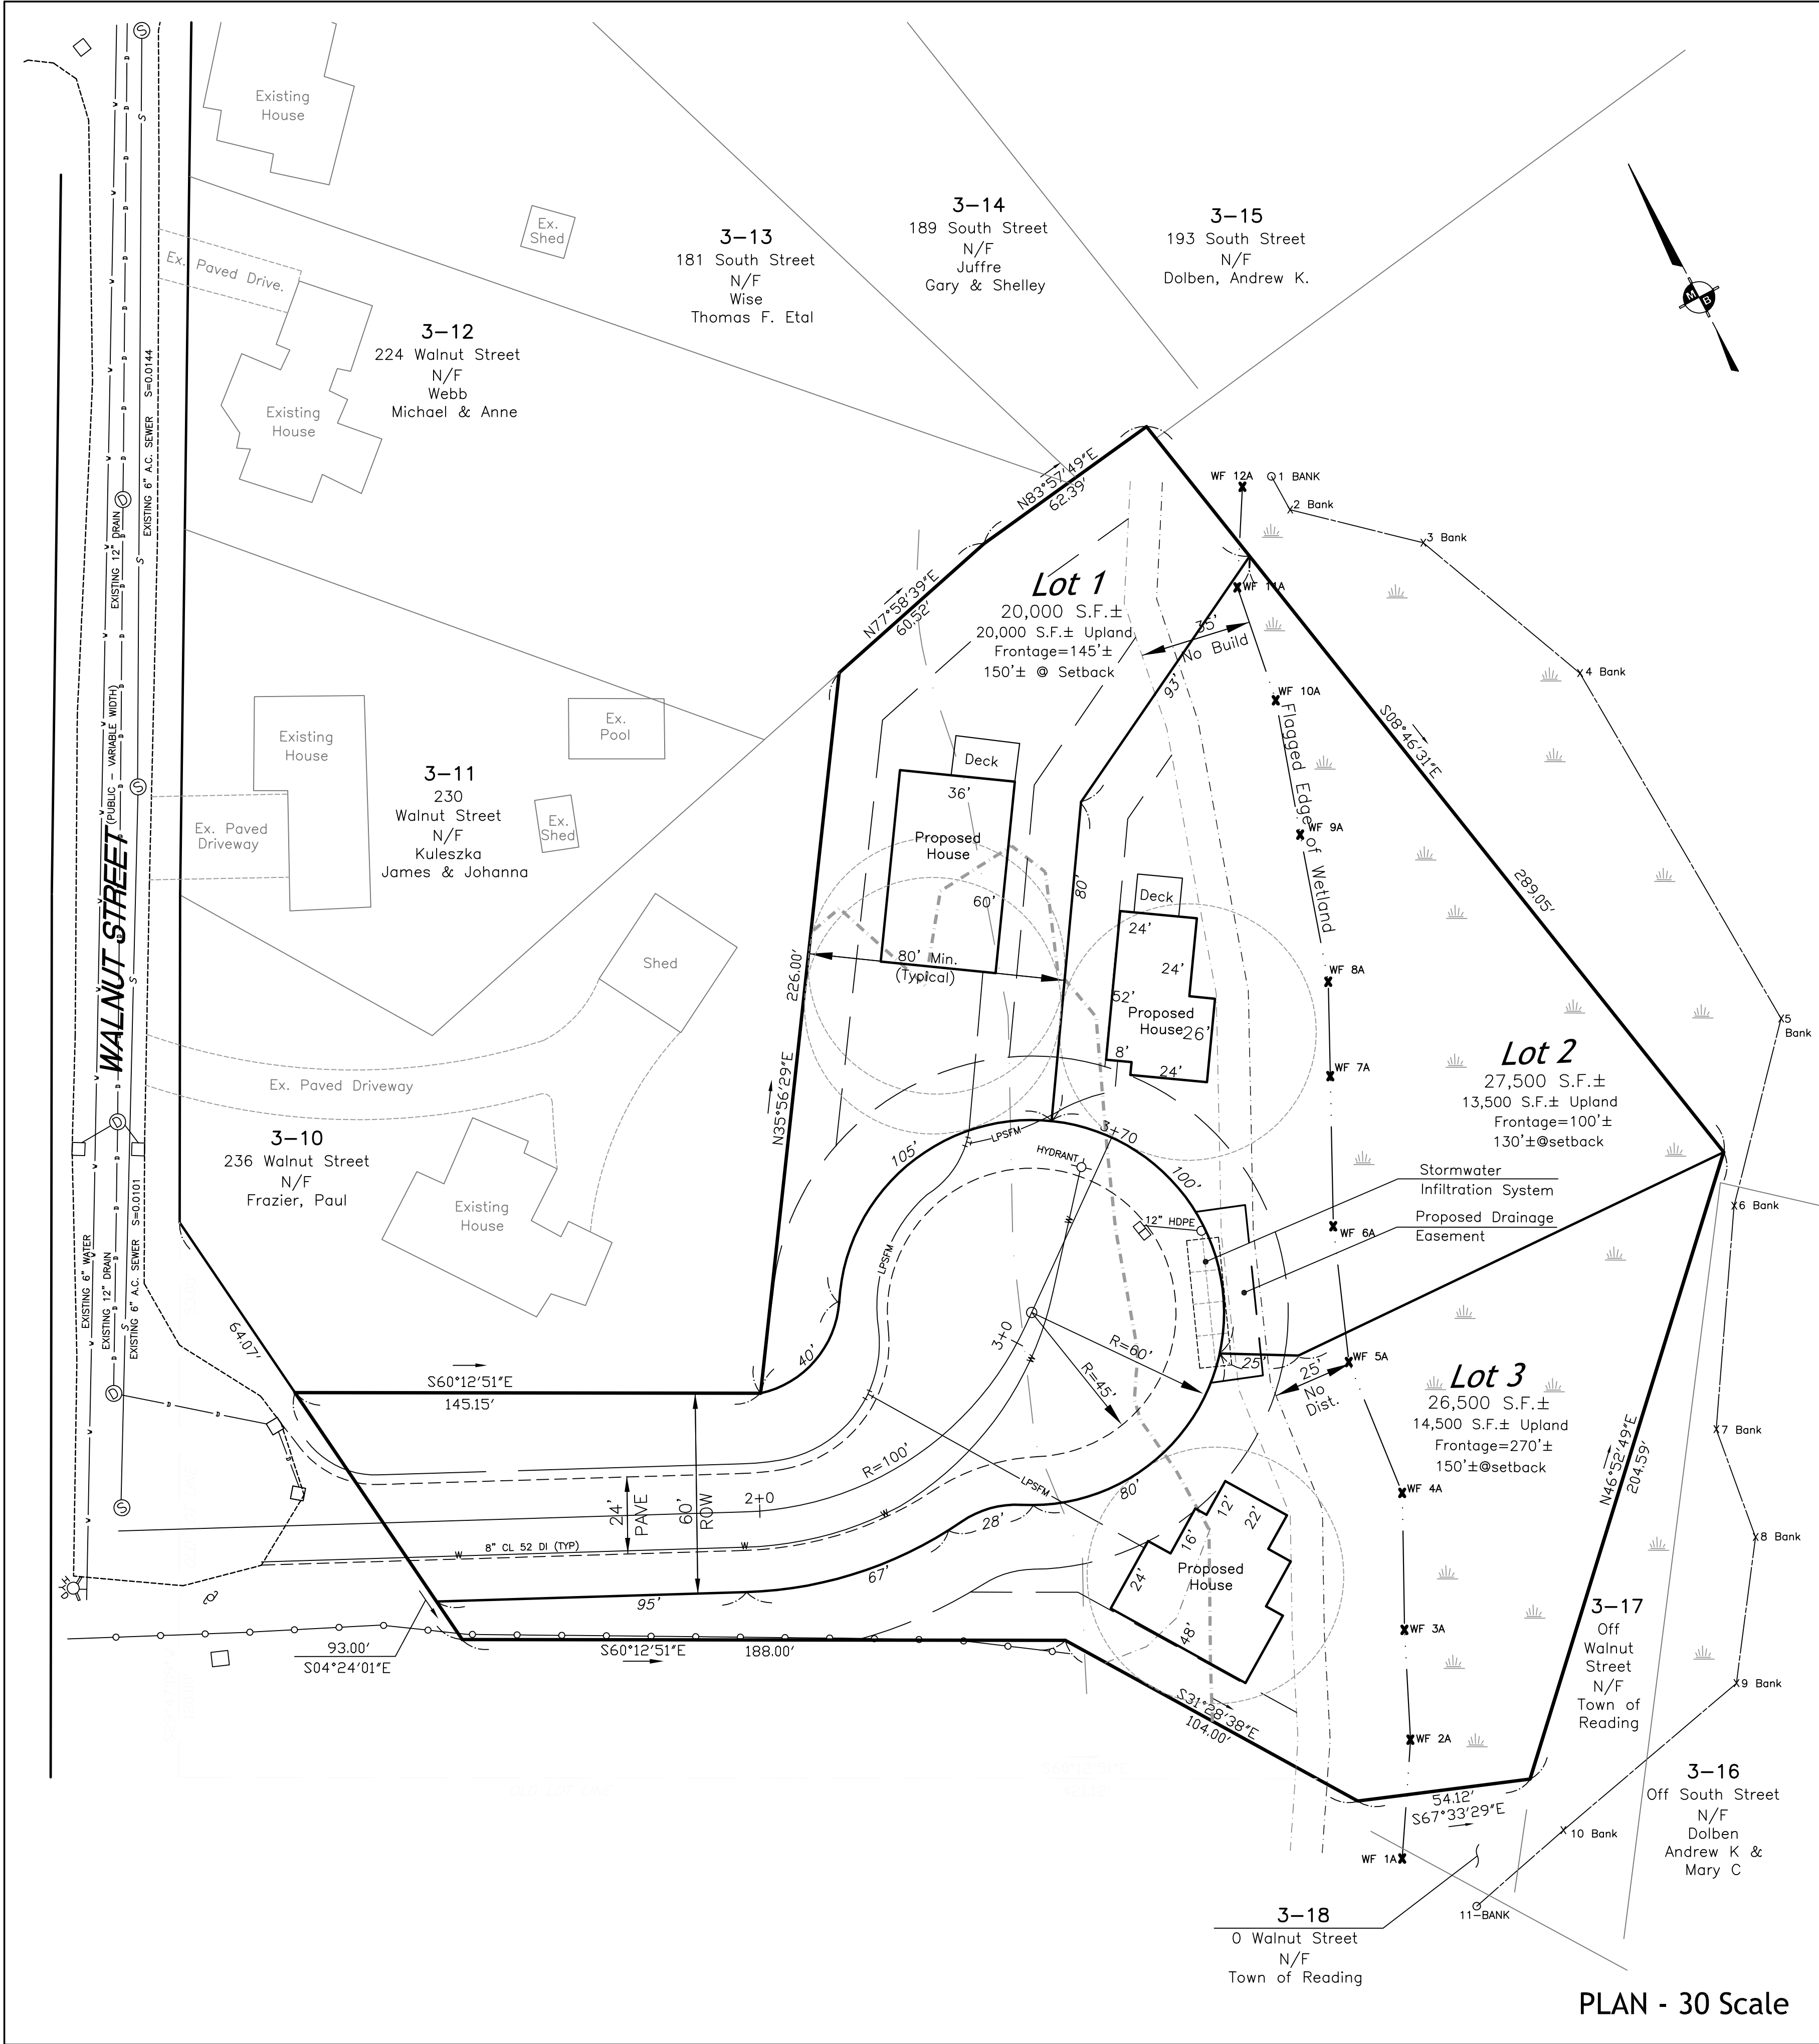 Existing
House
Ex.
Shed
3-13
181 South Street
N/F
Wise
Thomas F. Etal
3-14
189 South Street
N/F
Juffre
Gary & Shelley
3-15
193 South Street
N/F
Dolben, Andrew K.
M B
Ex. Paved Drive.
3-12
224 Walnut Street
N/F
Webb
Michael & Anne
Existing
House
EXISTING 6" A.C. SEWER S=0.0144
EXISTING 12" DRAIN
WALNUT STREET
(PUBLIC - VARIABLE WIDTH)
N83°57'49"E
62.39'
N77°58'39"E
60.52'
WF 12A
1 BANK
2 Bank
3 Bank
4 Bank
5
Bank
6 Bank
7 Bank
8 Bank
9 Bank
10 Bank
11-BANK
Lot 1
20,000 S.F.±
20,000 S.F.± Upland
Frontage=145'±
150'± @ Setback
WF 11A
35'
No Build
93'
WF 10A
Flagged Edge of Wetland
WF 9A
S08°46'31"E
289.05'
Existing
House
Ex.
Pool
3-11
230
Walnut Street
N/F
Kuleszka
James & Johanna
Ex.
Shed
Ex. Paved
Driveway
Shed
Deck
36'
Proposed
House
60'
80' Min.
(Typical)
80'
Deck
24'
24'
52'
Proposed
House
26'
8'
24'
WF 8A
WF 7A
226.00'
N35°56'29"E
Ex. Paved Driveway
3-10
236 Walnut Street
N/F
Frazier, Paul
Existing
House
Lot 2
27,500 S.F.±
13,500 S.F.± Upland
Frontage=100'±
130'±@setback
Stormwater
Infiltration System
Proposed Drainage
Easement
3+70
105'
LPSFM
HYDRANT
100'
12" HDPE
W
WF 6A
LPSFM
3+0
R=60'
R=45'
25'
WF 5A
25'
No
Dist.
EXISTING 6" WATER
EXISTING 12" DRAIN
EXISTING 6" A.C. SEWER S=0.0101
64.07'
S60°12'51"E
145.15'
40'
Lot 3
26,500 S.F.±
14,500 S.F.± Upland
Frontage=270'±
150'±@setback
R=100'
LPSFM
80'
WF 4A
24'
PAVE
60'
ROW
2+0
28'
8" CL 52 DI (TYP)
67'
95'
12'
22'
16'
24'
Proposed
House
48'
WF 3A
93.00'
S04°24'01"E
S60°12'51"E
188.00'
S31°28'38"E
104.00'
WF 2A
N46°52'49"E
204.59'
3-17
Off
Walnut
Street
N/F
Town of
Reading
54.12'
S67°33'29"E
WF 1A
3-16
Off South Street
N/F
Dolben
Andrew K &
Mary C
3-18
0 Walnut Street
N/F
Town of Reading
PLAN - 30 Scale